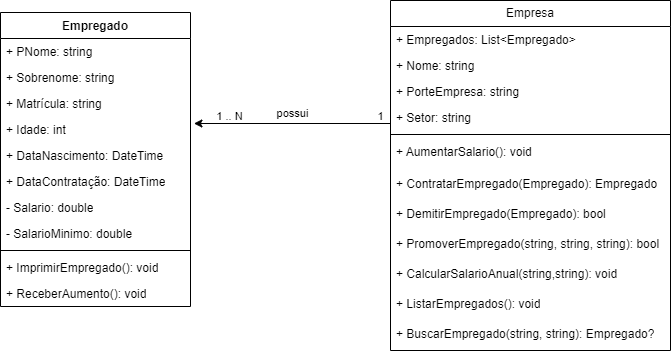 Empregado
+ PNome: string
+ Sobrenome: string
+ Matrícula: string
+ Idade: int
+ DataNascimento: DateTime
+ DataContratação: DateTime
- Salario: double
- SalarioMinimo: double
+ ImprimirEmpregado(): void
+ ReceberAumento(): void
1 .. N
possui
1
Empresa
+ Empregados: List<Empregado>
+ Nome: string
+ PorteEmpresa: string
+ Setor: string
+ AumentarSalario(): void
+ ContratarEmpregado(Empregado): Empregado
+ DemitirEmpregado(Empregado): bool
+ PromoverEmpregado(string, string, string): bool
+ CalcularSalarioAnual(string,string): void
+ ListarEmpregados(): void
+ BuscarEmpregado(string, string): Empregado?